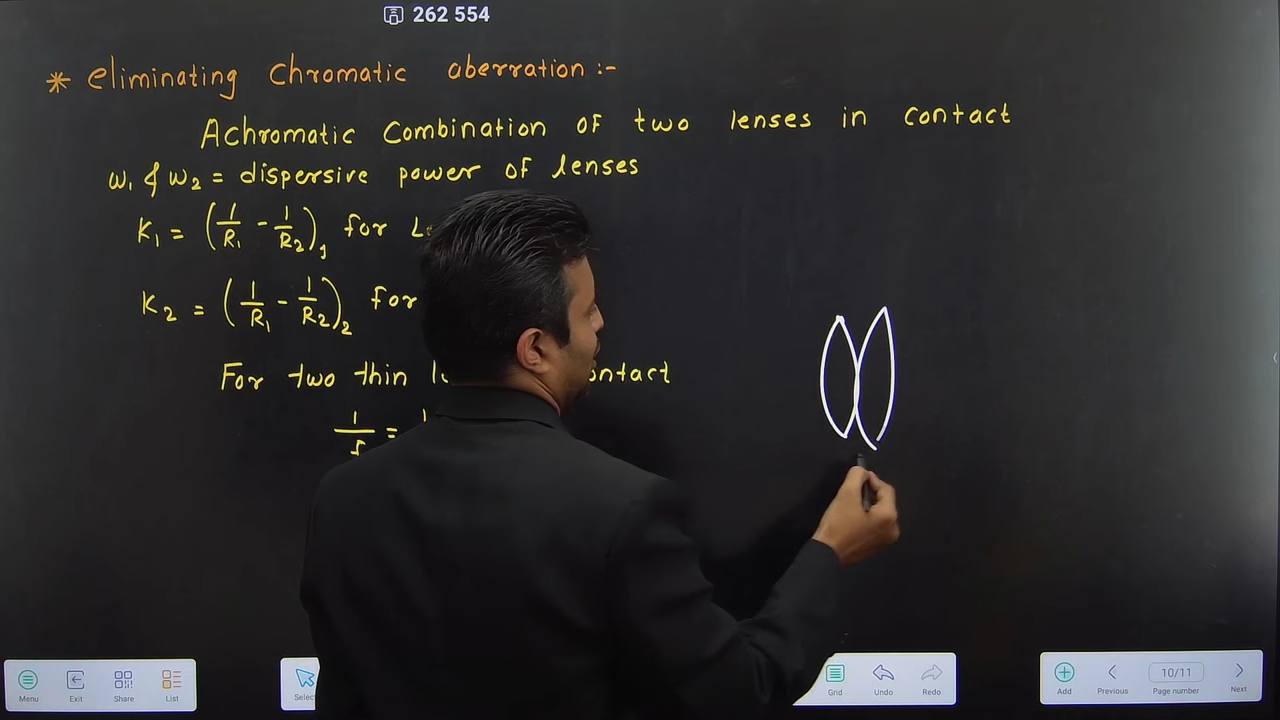 262 554
* eliminating Chromatic aberration :-
Achromatic Combination of two lenses in contact
ω₁ & ω₂ = dispersive power of lenses
K₁ = (1/R₁ - 1/R₂)₁ for
K₂ = (1/R₁ - 1/R₂)₂ for
For two thin
1/f =
Menu Exit Share List Select Grid Undo Redo Add Previous 10/11 Page number Next